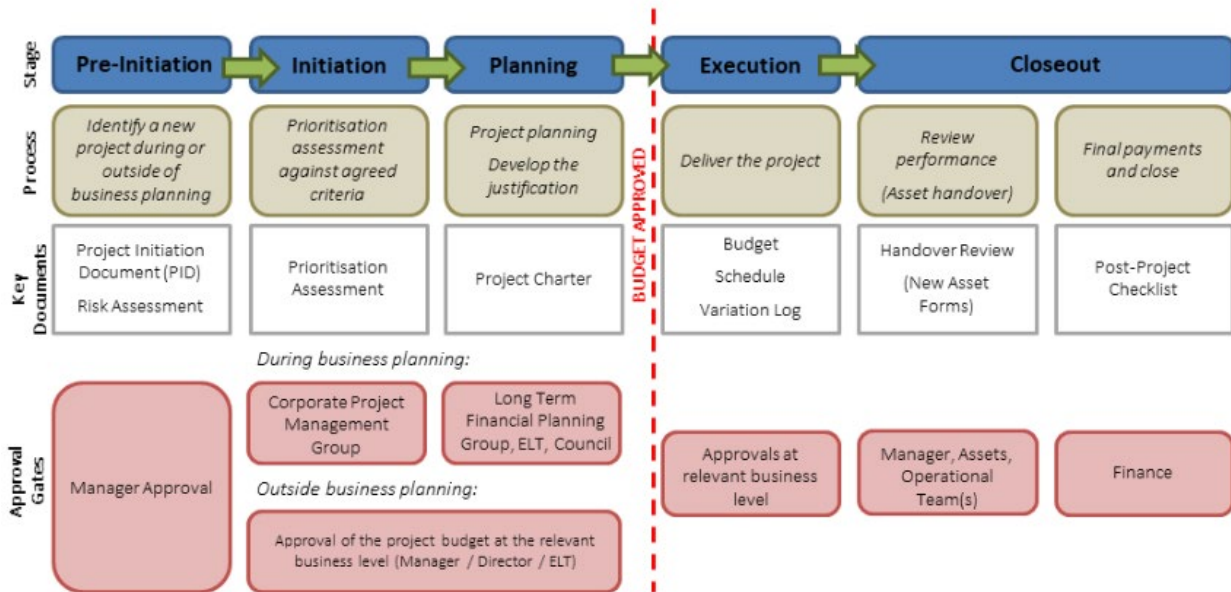 Stage
Pre-Initiation
Initiation
Planning
Execution
Closeout
Process
Identify a new
project during or
outside of
business planning
Prioritisation
assessment
against agreed
criteria
Project planning
Develop the
justification
Deliver the project
Review
performance
(Asset handover)
Final payments
and close
BUDGET APPROVED
Key
Documents
Project Initiation
Document (PID)
Risk Assessment
Prioritisation
Assessment
Project Charter
Budget
Schedule
Variation Log
Handover Review
(New Asset
Forms)
Post-Project
Checklist
Approval
Gates
Manager Approval
During business planning:
Corporate Project
Management
Group
Long Term
Financial Planning
Group, ELT, Council
Outside business planning:
Approval of the project budget at the relevant
business level (Manager / Director / ELT)
Approvals at
relevant business
level
Manager, Assets,
Operational
Team(s)
Finance